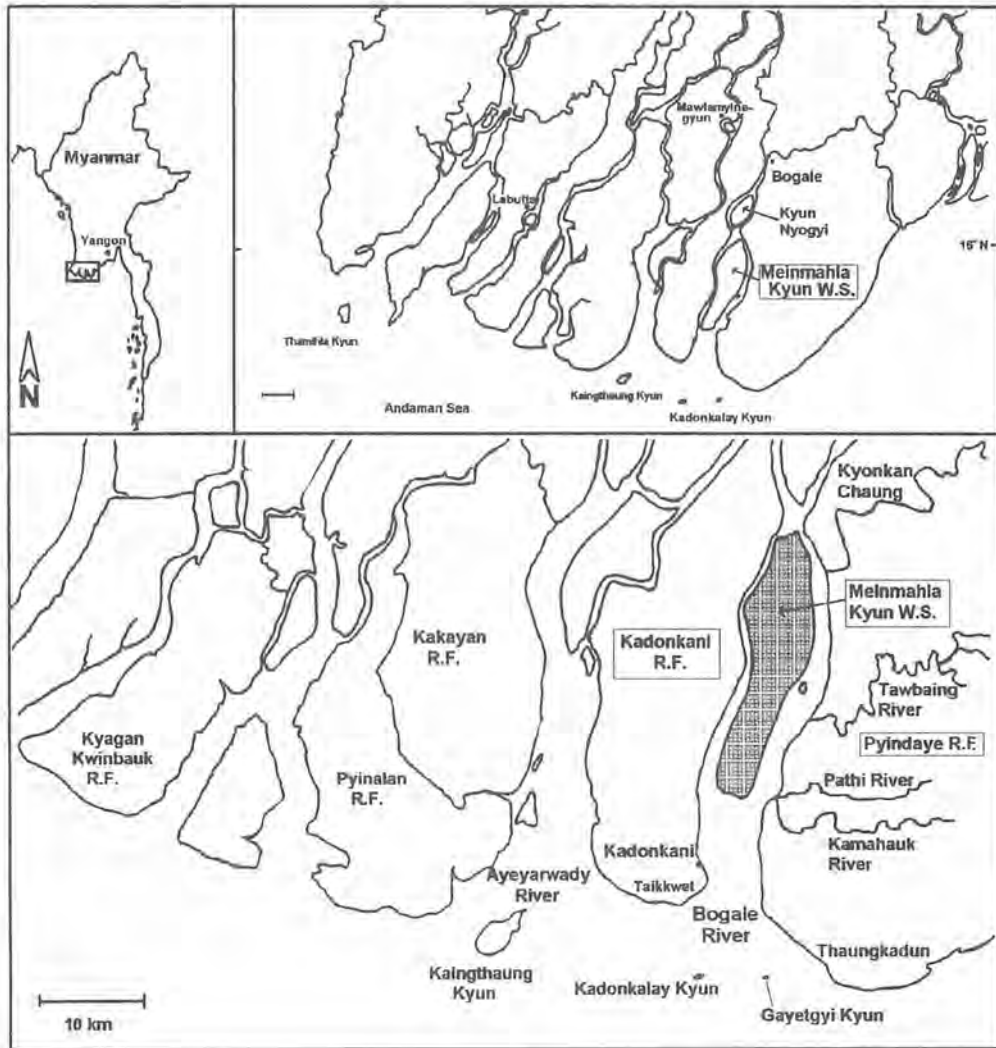 Myanmar
Yangon
N
Mawlamyine-
gyun
Bogale
Labutta
Kyun
Nyogyi
15° N
Meinmahla
Kyun W.S.
Thamihla Kyun
Kaingthaung Kyun
Andaman Sea
Kadonkalay Kyun
Kyonkan
Chaung
Meinmahla
Kyun W.S.
Kakayan
R.F.
Kadonkani
R.F.
Tawbaing
River
Kyagan
Kwinbauk
R.F.
Pyindaye R.F.
Pyinalan
R.F.
Pathi River
Kamahauk
River
Kadonkani
Taikkwet
Ayeyarwady
River
Bogale
River
Thaungkadun
Kaingthaung
Kyun
Kadonkalay Kyun
Gayetgyi Kyun
10 km